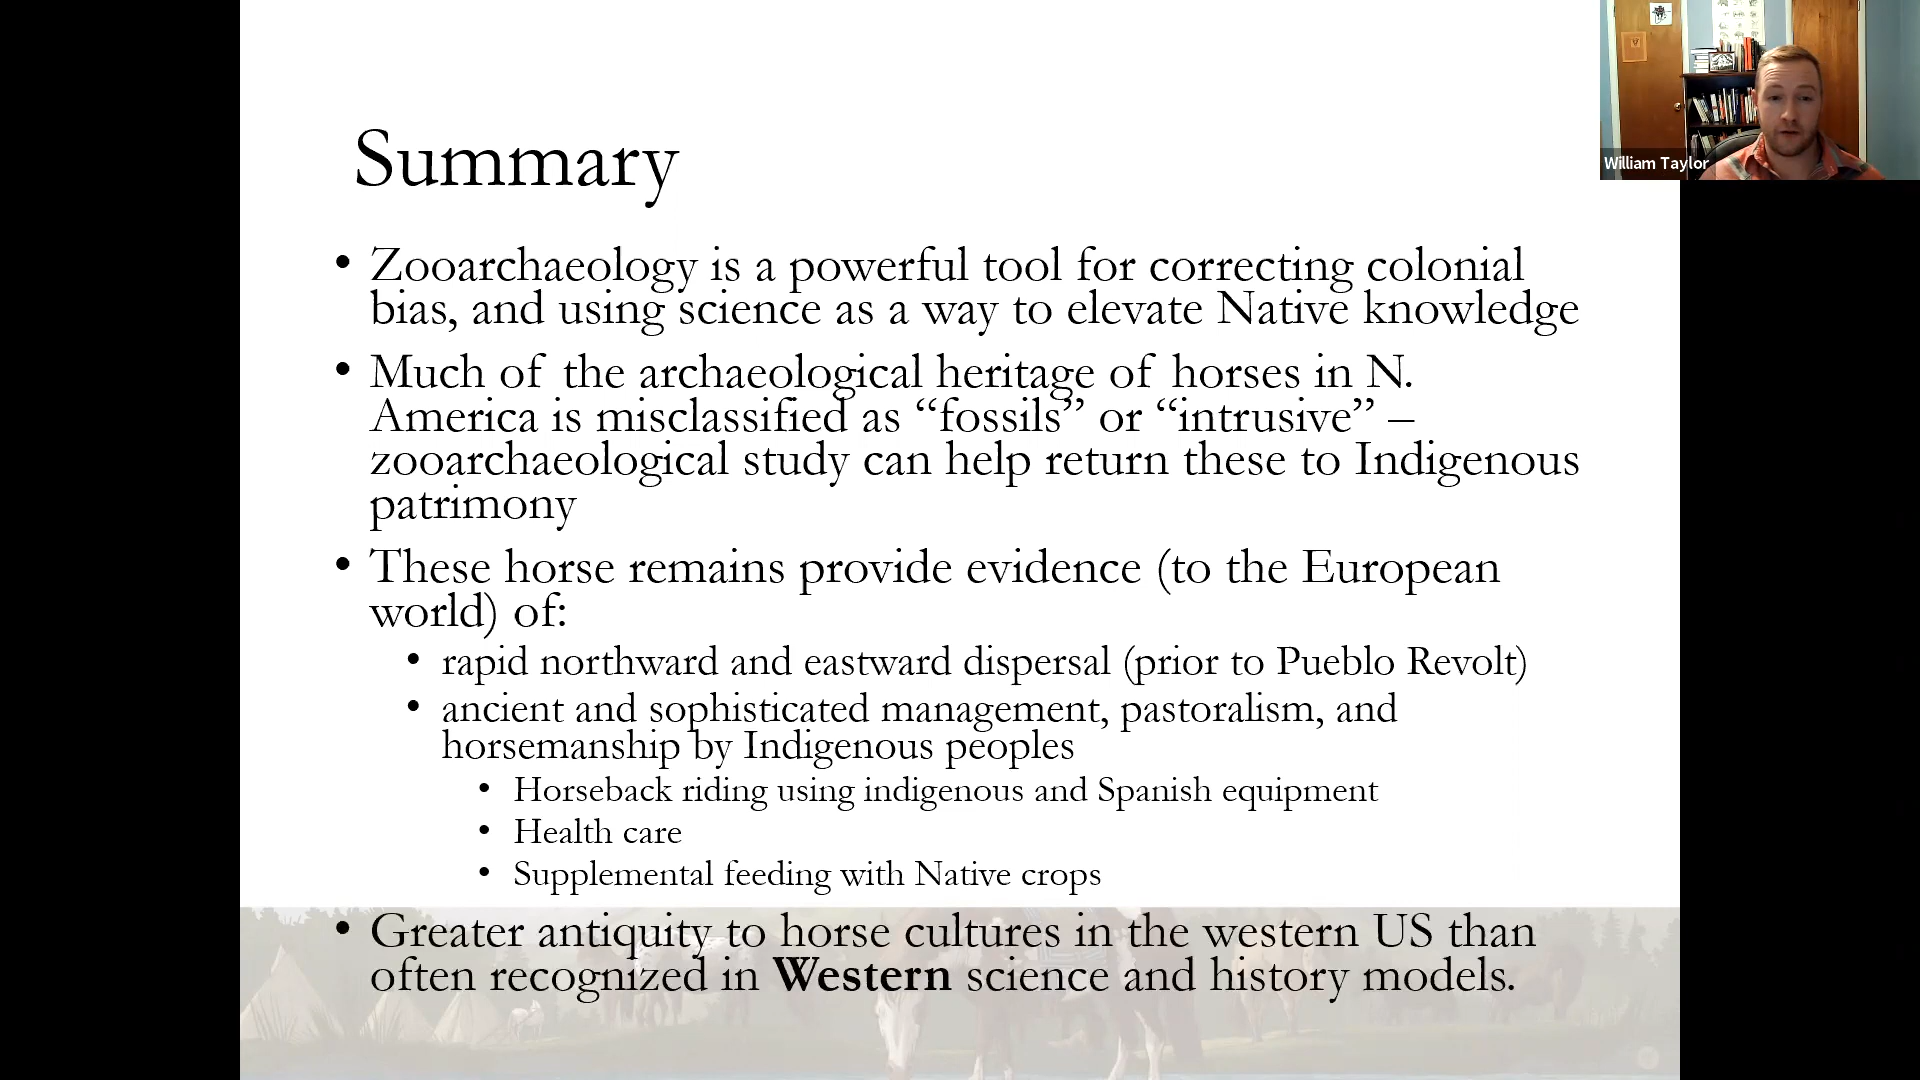 William Taylor
Summary
• Zooarchaeology is a powerful tool for correcting colonial
bias, and using science as a way to elevate Native knowledge
• Much of the archaeological heritage of horses in N.
America is misclassified as “fossils” or “intrusive” –
zooarchaeological study can help return these to Indigenous
patrimony
• These horse remains provide evidence (to the European
world) of:
• rapid northward and eastward dispersal (prior to Pueblo Revolt)
• ancient and sophisticated management, pastoralism, and
horsemanship by Indigenous peoples
• Horseback riding using indigenous and Spanish equipment
• Health care
• Supplemental feeding with Native crops
• Greater antiquity to horse cultures in the western US than
often recognized in Western science and history models.